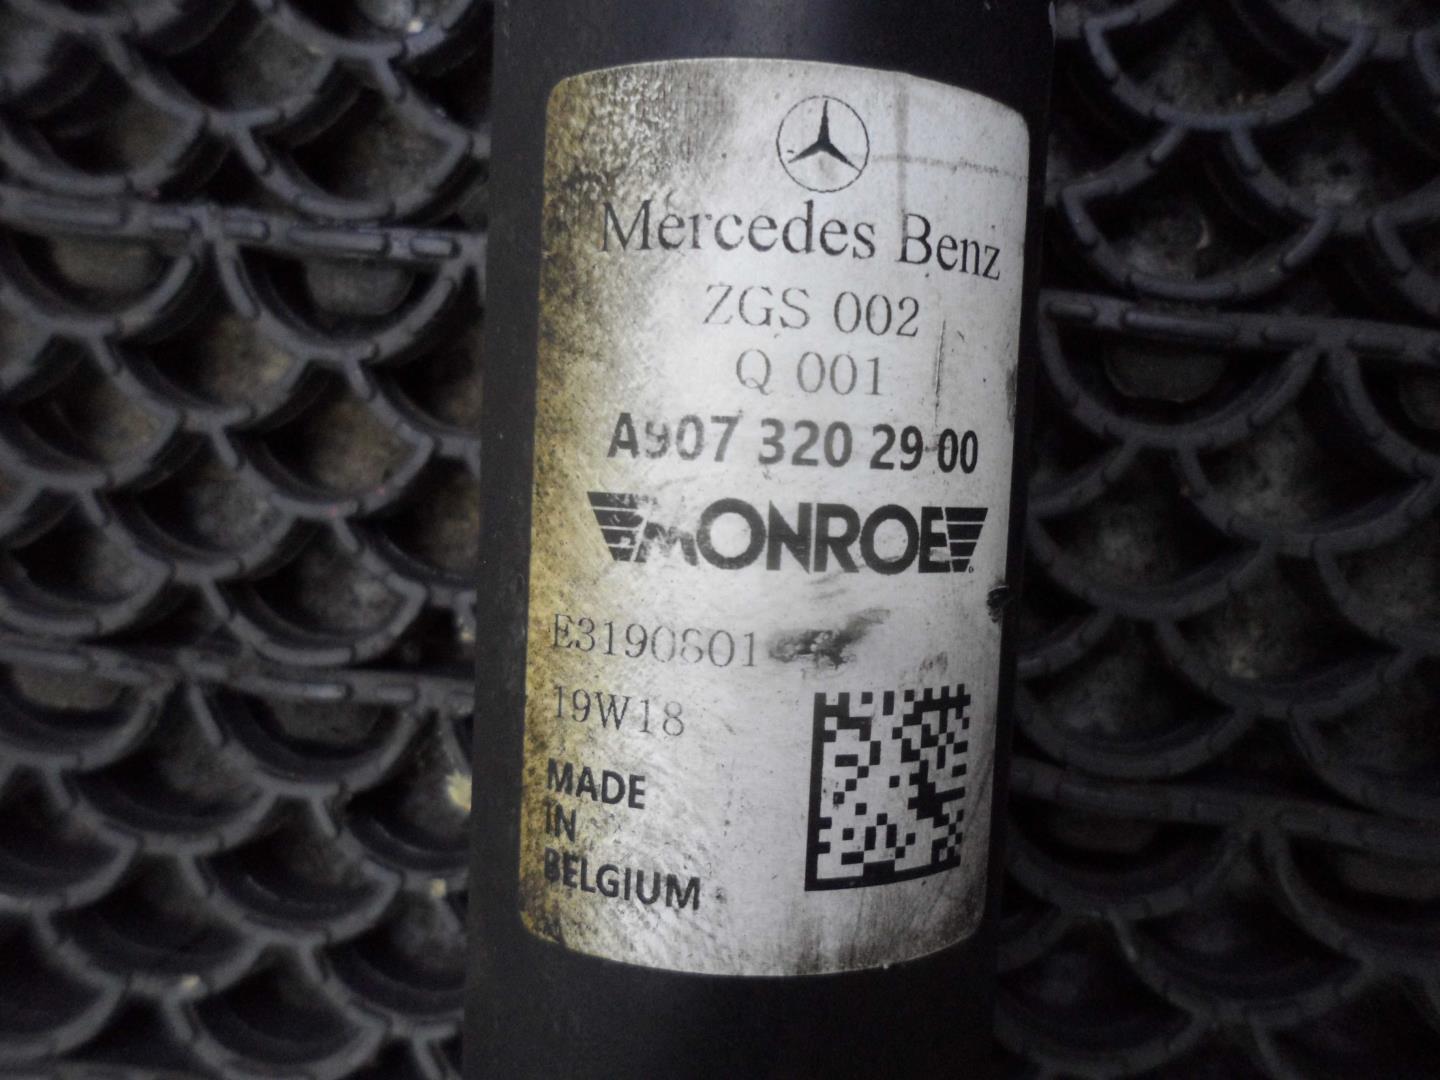 Mercedes Benz
ZGS 002
Q 001
A907 320 29 00
MONROE
E3190801
19W18
MADE
IN
BELGIUM